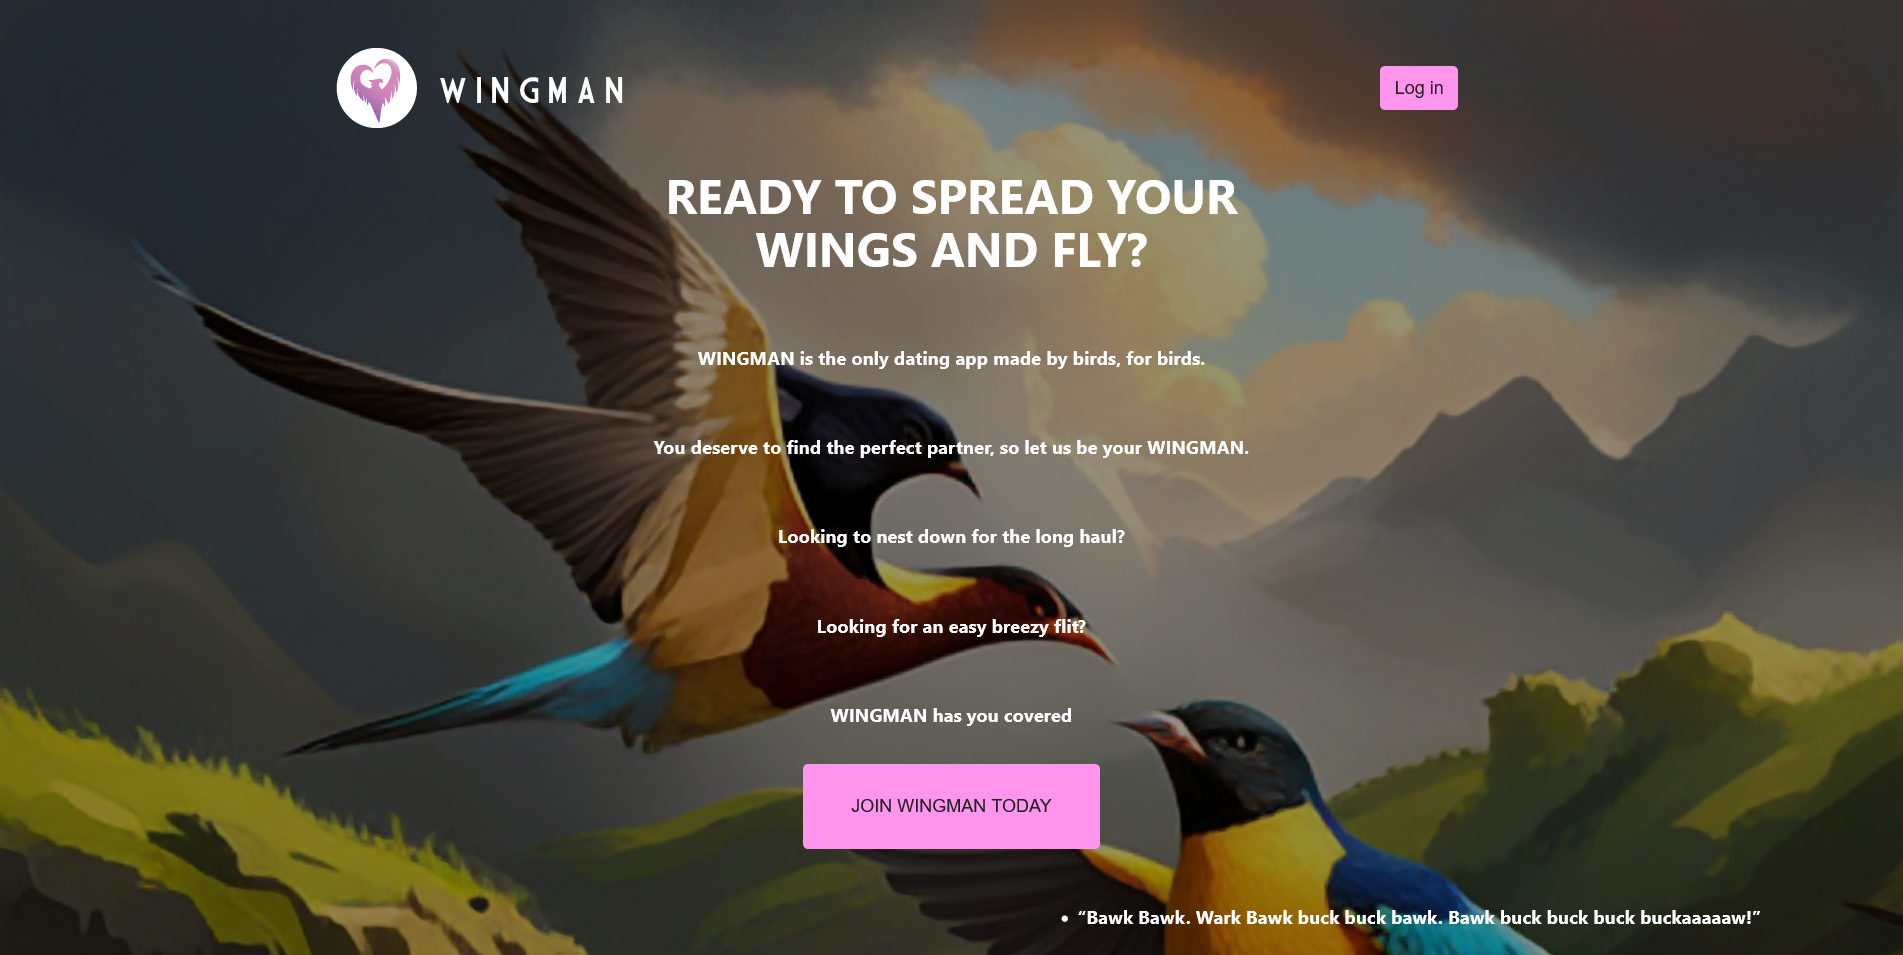 WINGMAN
Log in
READY TO SPREAD YOUR
WINGS AND FLY?
WINGMAN is the only dating app made by birds, for birds.
You deserve to find the perfect partner, so let us be your WINGMAN.
Looking to nest down for the long haul?
Looking for an easy breezy flit?
WINGMAN has you covered
JOIN WINGMAN TODAY
• “Bawk Bawk. Wark Bawk buck buck bawk. Bawk buck buck buck buckaaaaaw!”